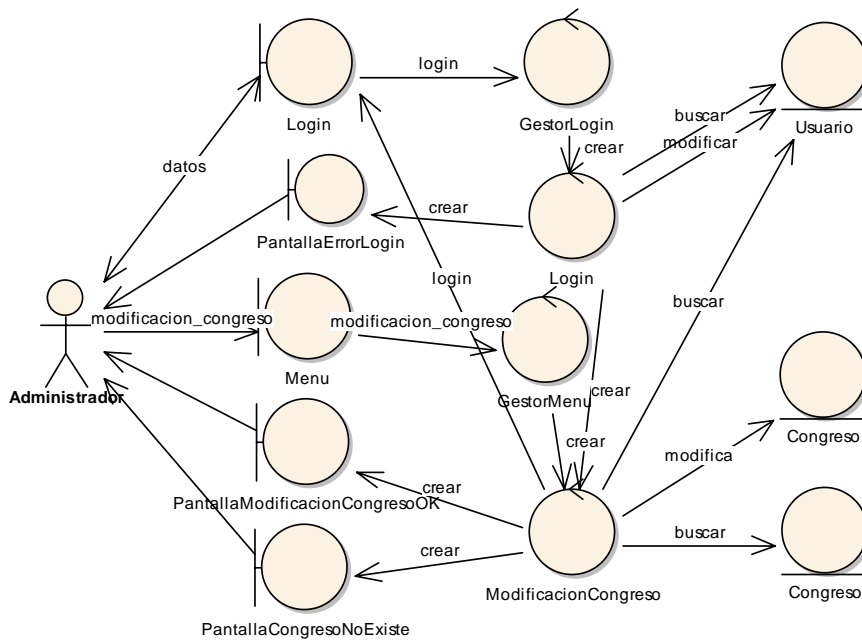 login
Login
GestorLogin
Usuario
buscar
modificar
crear
datos
crear
PantallaErrorLogin
Login
login
buscar
modificacion_congreso
modificacion_congreso
Menu
GestorMenu
crear
crear
Administrador
Congreso
modifica
PantallaModificacionCongresoOK
crear
buscar
crear
ModificacionCongreso
Congreso
PantallaCongresoNoExiste